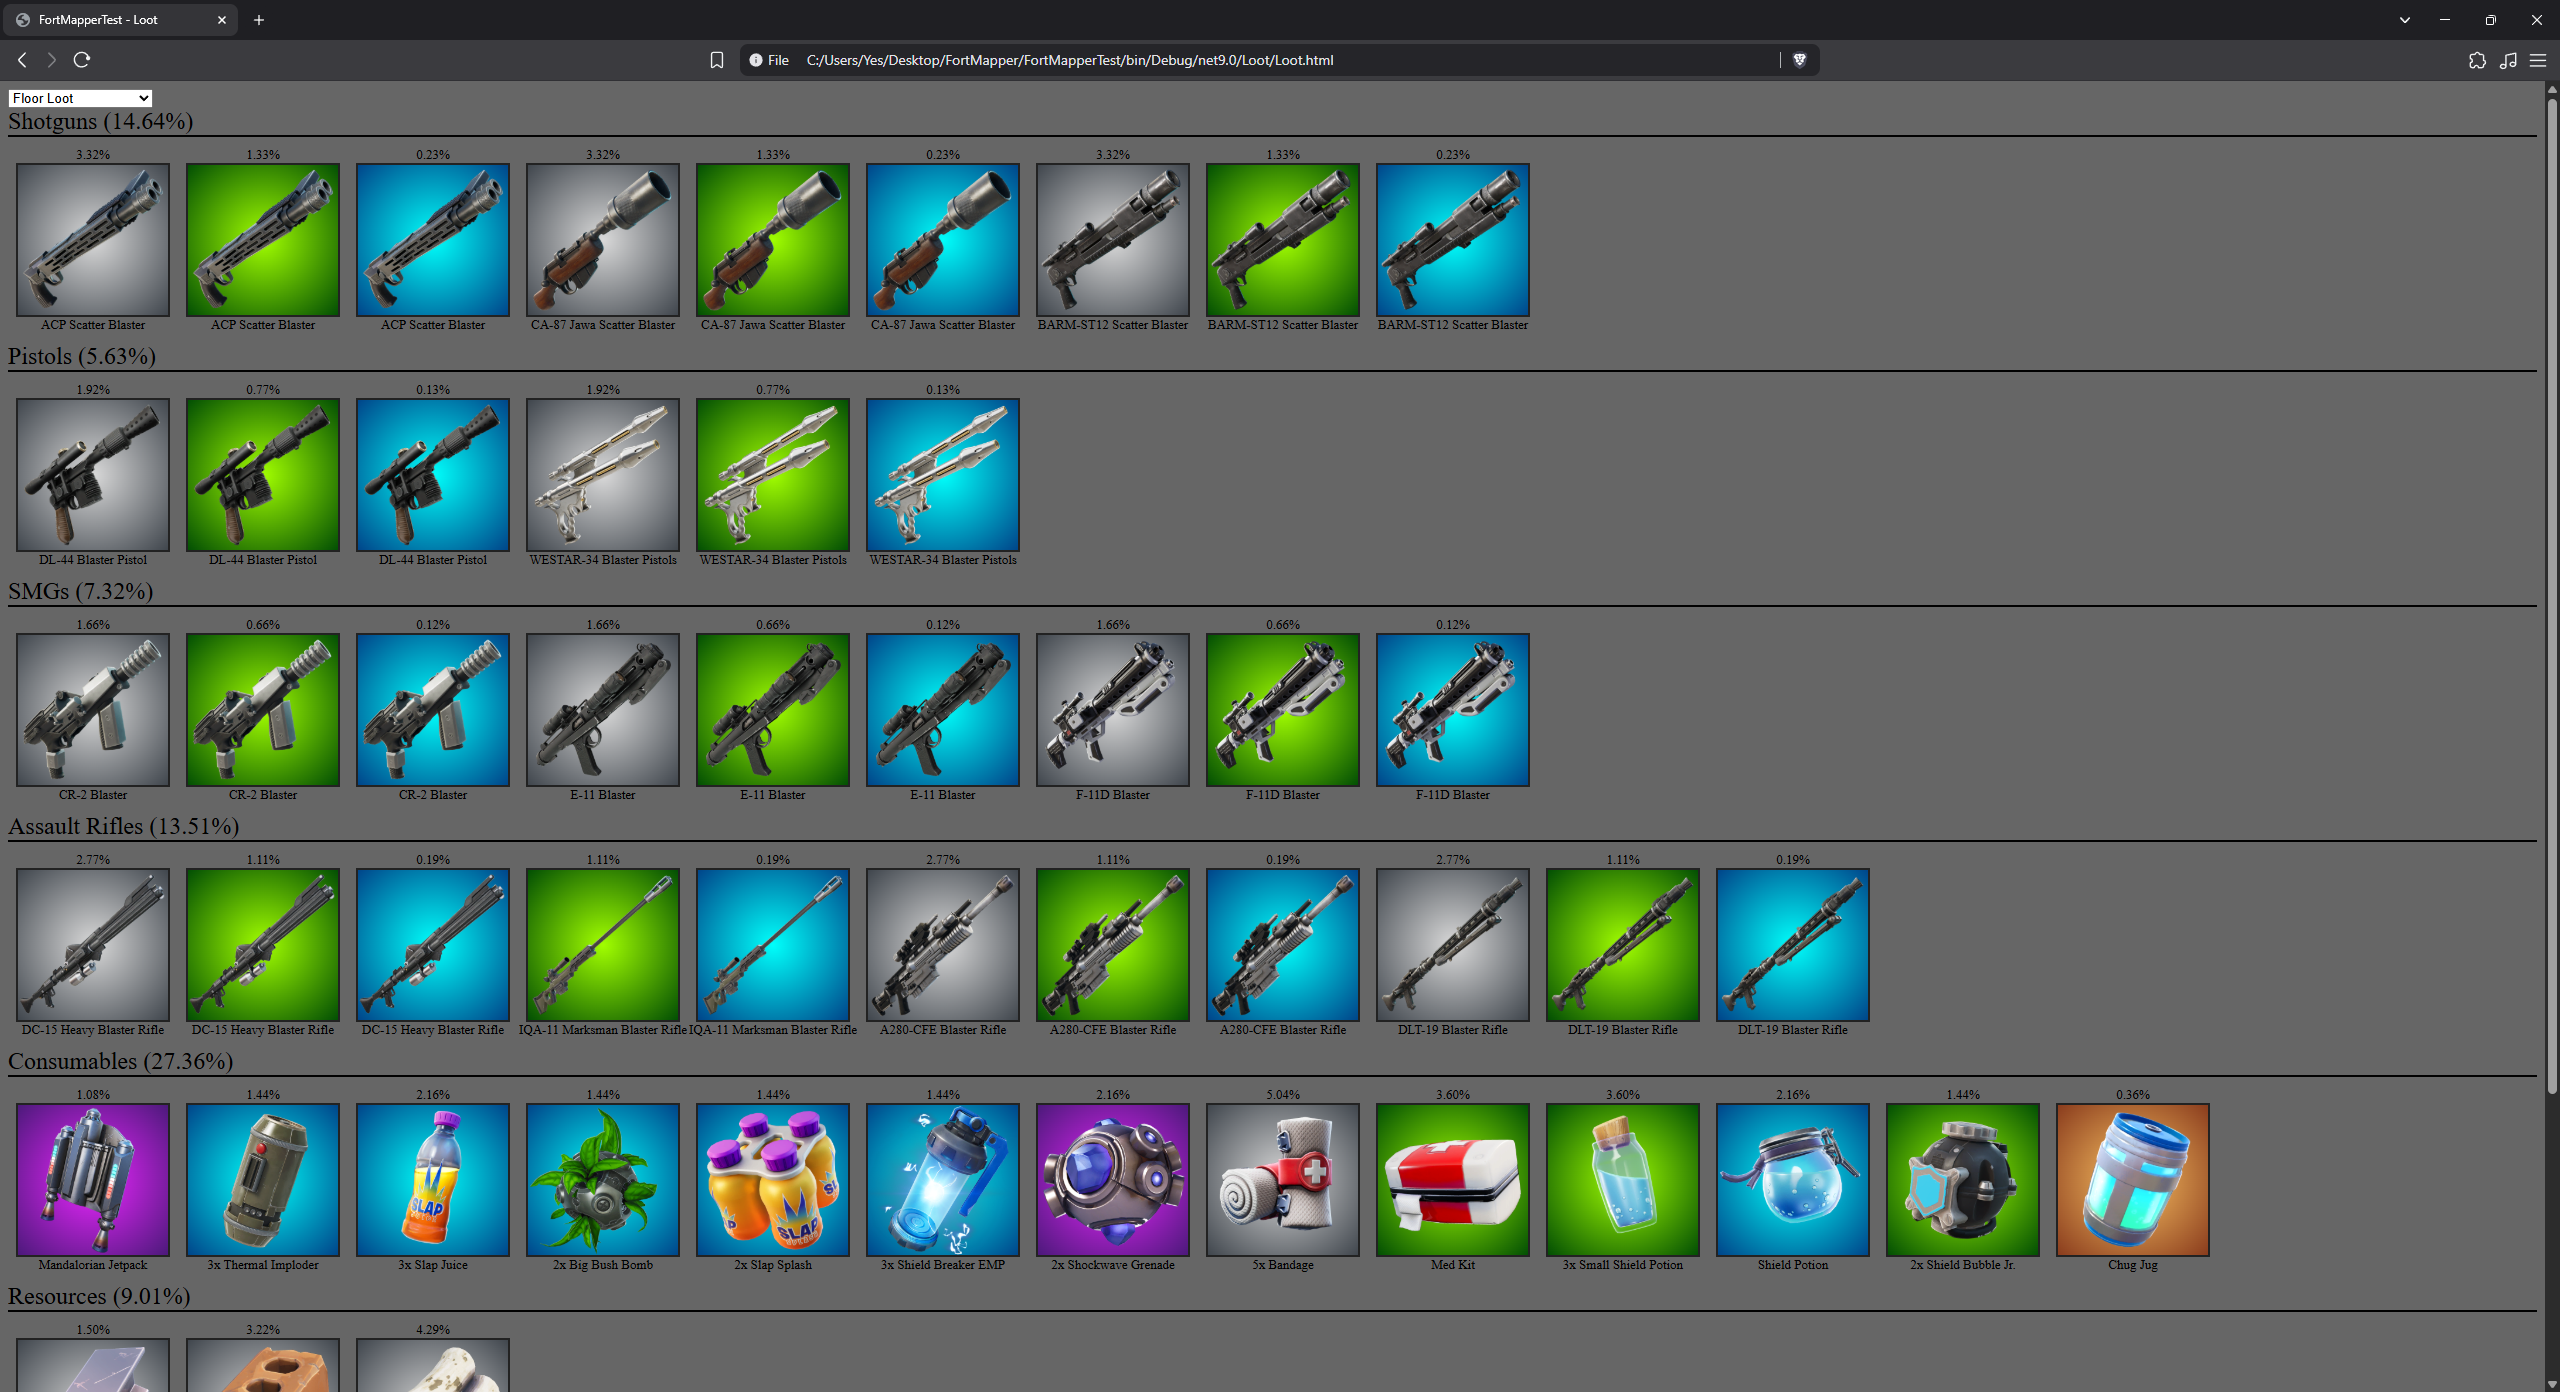 FortMapperTest - Loot
File C:/Users/Yes/Desktop/FortMapper/FortMapperTest/bin/Debug/net9.0/Loot/Loot.html
Floor Loot
Shotguns (14.64%)
3.32% 1.33% 0.23% 3.32% 1.33% 0.23% 3.32% 1.33% 0.23%
ACP Scatter Blaster ACP Scatter Blaster ACP Scatter Blaster CA-87 Jawa Scatter Blaster CA-87 Jawa Scatter Blaster CA-87 Jawa Scatter Blaster BARM-ST12 Scatter Blaster BARM-ST12 Scatter Blaster BARM-ST12 Scatter Blaster
Pistols (5.63%)
1.92% 0.77% 0.13% 1.92% 0.77% 0.13%
DL-44 Blaster Pistol DL-44 Blaster Pistol DL-44 Blaster Pistol WESTAR-34 Blaster Pistols WESTAR-34 Blaster Pistols WESTAR-34 Blaster Pistols
SMGs (7.32%)
1.66% 0.66% 0.12% 1.66% 0.66% 0.12% 1.66% 0.66% 0.12%
CR-2 Blaster CR-2 Blaster CR-2 Blaster E-11 Blaster E-11 Blaster E-11 Blaster F-11D Blaster F-11D Blaster F-11D Blaster
Assault Rifles (13.51%)
2.77% 1.11% 0.19% 1.11% 0.19% 2.77% 1.11% 0.19% 2.77% 1.11% 0.19%
DC-15 Heavy Blaster Rifle DC-15 Heavy Blaster Rifle DC-15 Heavy Blaster Rifle IQA-11 Marksman Blaster Rifle IQA-11 Marksman Blaster Rifle A280-CFE Blaster Rifle A280-CFE Blaster Rifle A280-CFE Blaster Rifle DLT-19 Blaster Rifle DLT-19 Blaster Rifle DLT-19 Blaster Rifle
Consumables (27.36%)
1.08% 1.44% 2.16% 1.44% 1.44% 1.44% 2.16% 5.04% 3.60% 3.60% 2.16% 1.44% 0.36%
SLAP SLAP
Mandalorian Jetpack 3x Thermal Imploder 3x Slap Juice 2x Big Bush Bomb 2x Slap Splash 3x Shield Breaker EMP 2x Shockwave Grenade 5x Bandage Med Kit 3x Small Shield Potion Shield Potion 2x Shield Bubble Jr. Chug Jug
Resources (9.01%)
1.50% 3.22% 4.29%